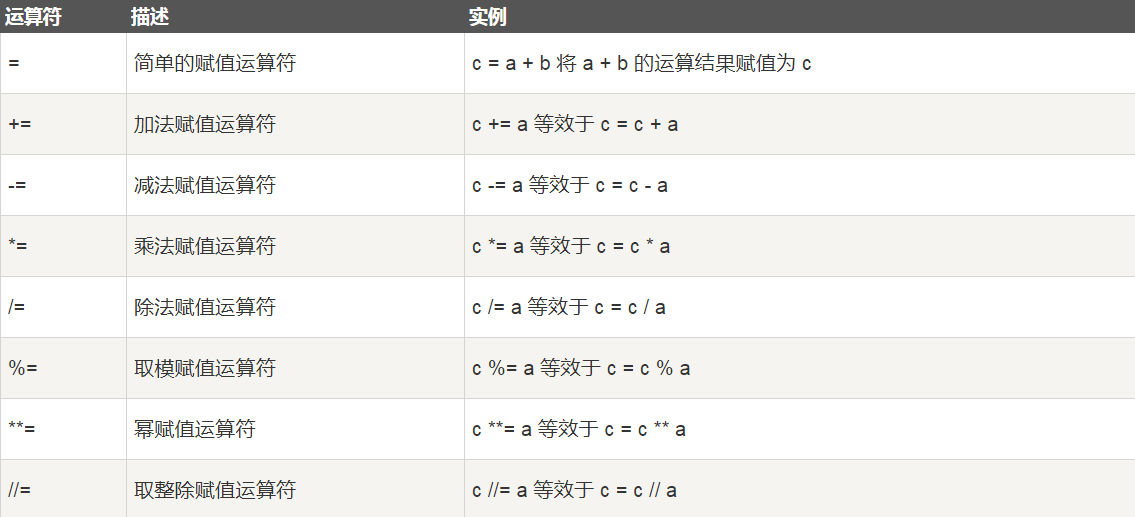 运算符 描述 实例
= 简单的赋值运算符 c = a + b 将 a + b 的运算结果赋值为 c
+= 加法赋值运算符 c += a 等效于 c = c + a
-= 减法赋值运算符 c -= a 等效于 c = c - a
*= 乘法赋值运算符 c *= a 等效于 c = c * a
/= 除法赋值运算符 c /= a 等效于 c = c / a
%= 取模赋值运算符 c %= a 等效于 c = c % a
**= 幂赋值运算符 c **= a 等效于 c = c ** a
//= 取整除赋值运算符 c //= a 等效于 c = c // a